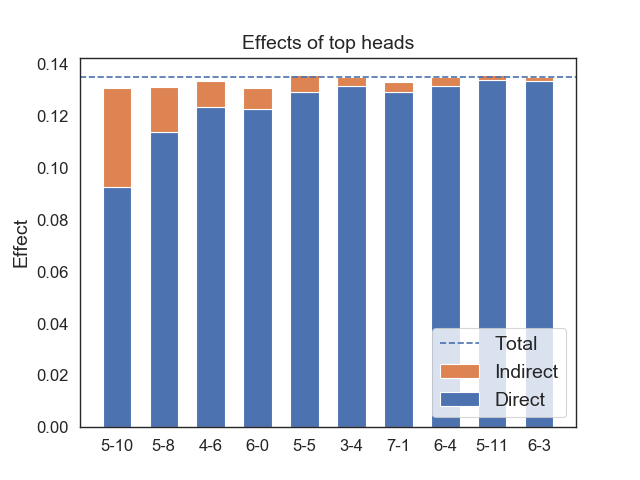 Effects of top heads
0.14
0.12
0.10
0.08
0.06
0.04
0.02
0.00
Effect
Total
Indirect
Direct
5-10 5-8 4-6 6-0 5-5 3-4 7-1 6-4 5-11 6-3